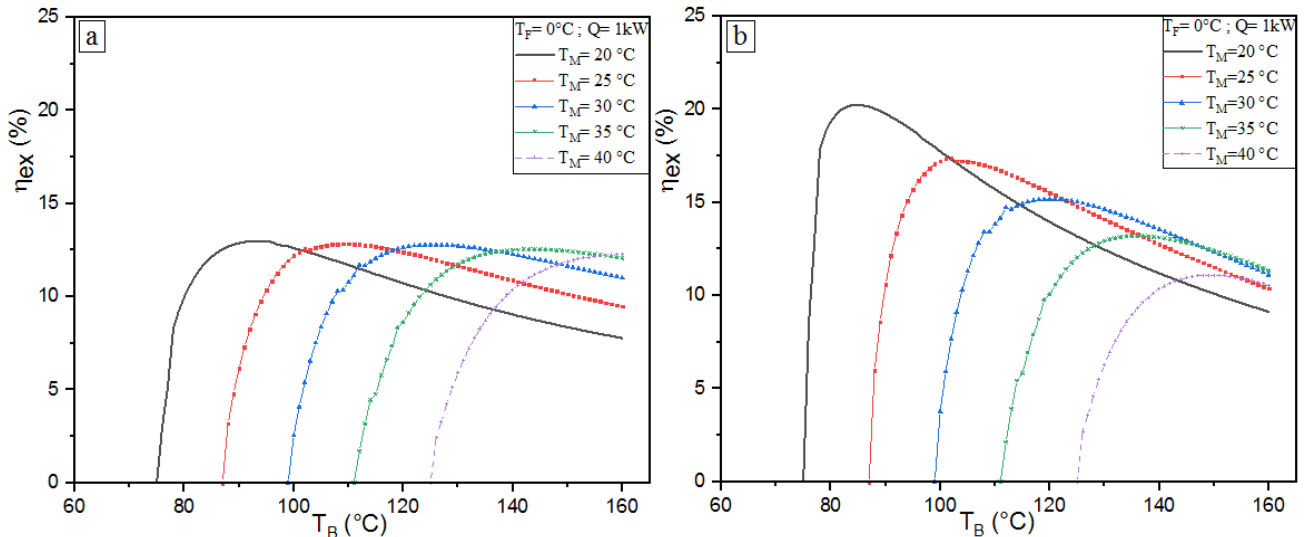 a
T_F= 0°C ; Q= 1kW
T_M= 20 °C
T_M= 25 °C
T_M= 30 °C
T_M= 35 °C
T_M= 40 °C
η_ex (%)
25
20
15
10
5
0
60 80 100 120 140 160
T_B (°C)
b
T_F= 0°C ; Q= 1kW
T_M=20 °C
T_M=25 °C
T_M=30 °C
T_M=35 °C
T_M=40 °C
η_ex (%)
25
20
15
10
5
0
60 80 100 120 140 160
T_B (°C)